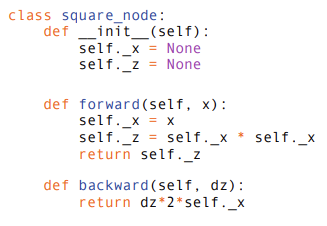 class square_node:
    def __init__(self):
        self._x = None
        self._z = None

    def forward(self, x):
        self._x = x
        self._z = self._x * self._x
        return self._z

    def backward(self, dz):
        return dz*2*self._x